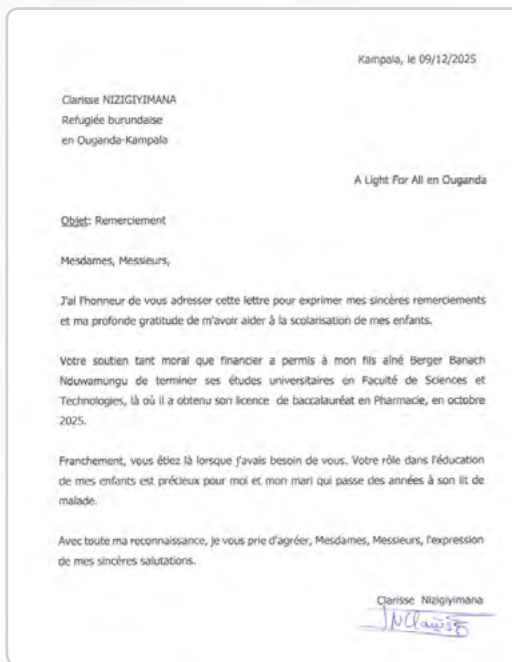 Kampala, le 09/12/2025
Clarisse NIZIGIYIMANA
Refugiée burundaise
en Ouganda-Kampala
A Light For All en Ouganda
Objet: Remerciement
Mesdames, Messieurs,
J'ai l'honneur de vous adresser cette lettre pour exprimer mes sincères remerciements
et ma profonde gratitude de m'avoir aider à la scolarisation de mes enfants.
Votre soutien tant moral que financier a permis à mon fils aîné Berger Banach
Nduwamungu de terminer ses études universitaires en Faculté de Sciences et
Technologies, là où il a obtenu son licence de baccalauréat en Pharmacie, en octobre
2025.
Franchement, vous étiez là lorsque j'avais besoin de vous. Votre rôle dans l'éducation
de mes enfants est précieux pour moi et mon mari qui passe des années à son lit de
malade.
Avec toute ma reconnaissance, je vous prie d'agréer, Mesdames, Messieurs, l'expression
de mes sincères salutations.
Clarisse Nizigiyimana